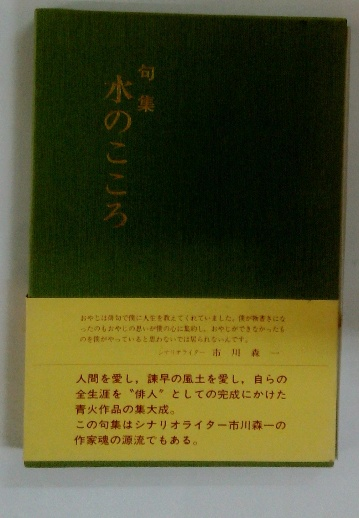 句集
水のこころ
おやじは俳句で僕に人生を教えてくれていました。僕が物書きにな
ったのもおやじの思いが僕の心に集約し、おやじができなかったも
のを僕がやっていると思わないでは居られないんです。
シナリオライター 市川森一
人間を愛し，諫早の風土を愛し，自らの
全生涯を〝俳人〟としての完成にかけた
青火作品の集大成。
この句集はシナリオライター市川森一の
作家魂の源流でもある。